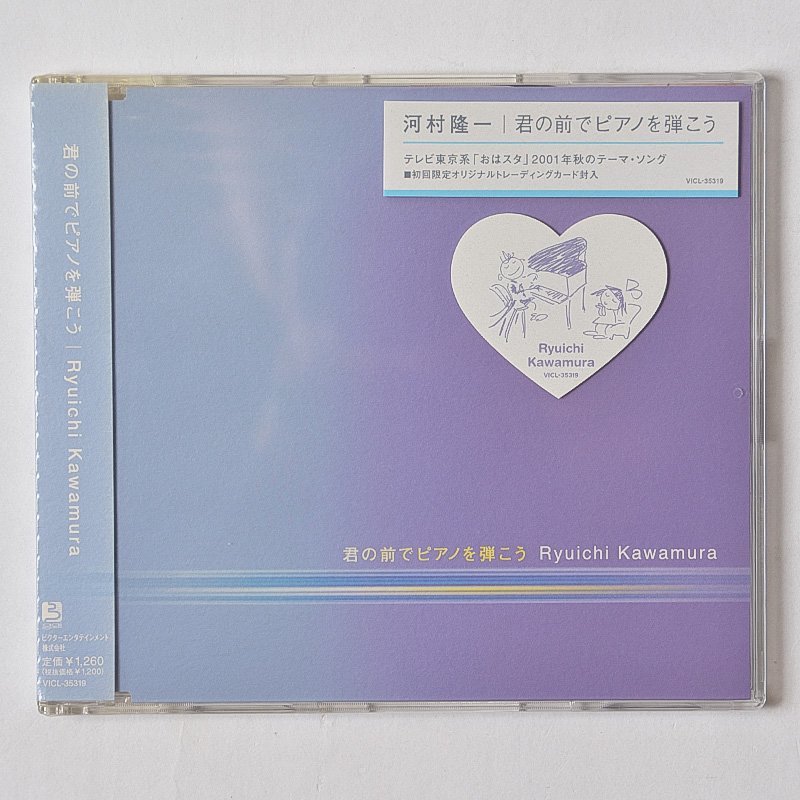 君の前でピアノを弾こう | Ryuichi Kawamura
ビクターエンタテインメント
株式会社
定価¥1,260
(税抜価格¥1,200)
VICL-35319
河村隆一 | 君の前でピアノを弾こう
テレビ東京系「おはスタ」2001年秋のテーマ・ソング
■初回限定オリジナルトレーディングカード封入
VICL-35319
Ryuichi
Kawamura
VICL-35319
君の前でピアノを弾こう Ryuichi Kawamura